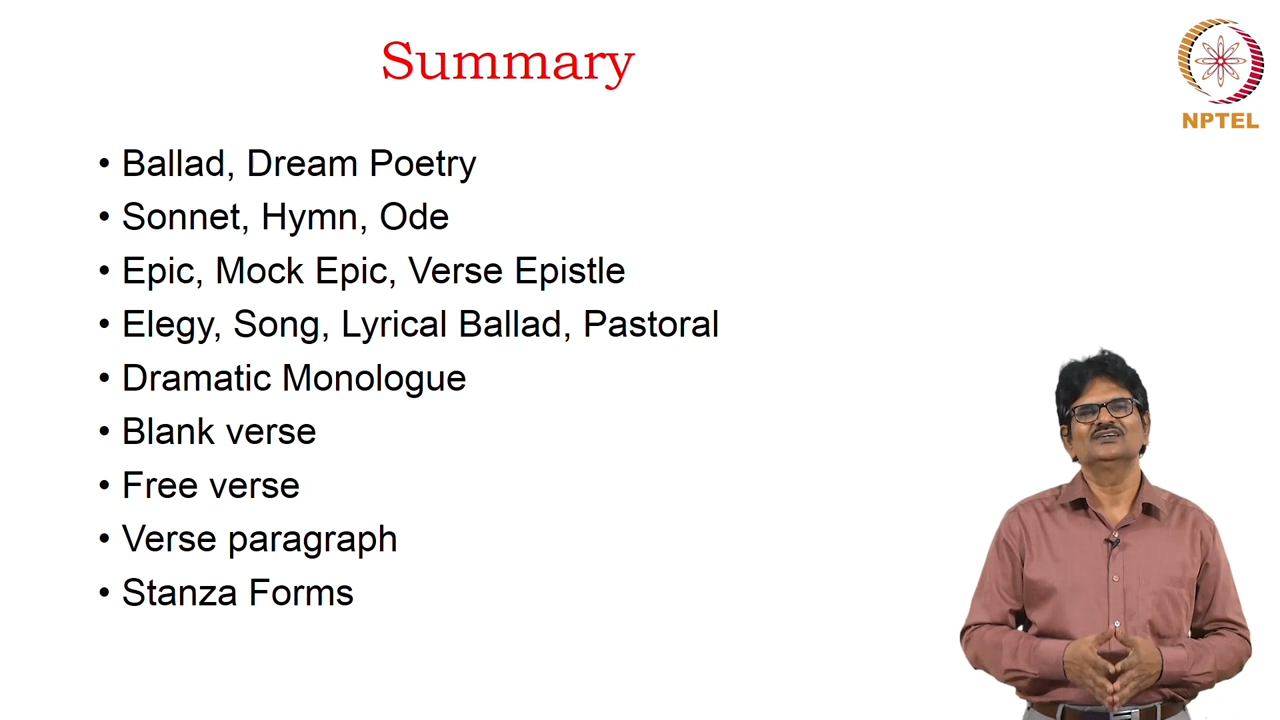 Summary
NPTEL
• Ballad, Dream Poetry
• Sonnet, Hymn, Ode
• Epic, Mock Epic, Verse Epistle
• Elegy, Song, Lyrical Ballad, Pastoral
• Dramatic Monologue
• Blank verse
• Free verse
• Verse paragraph
• Stanza Forms